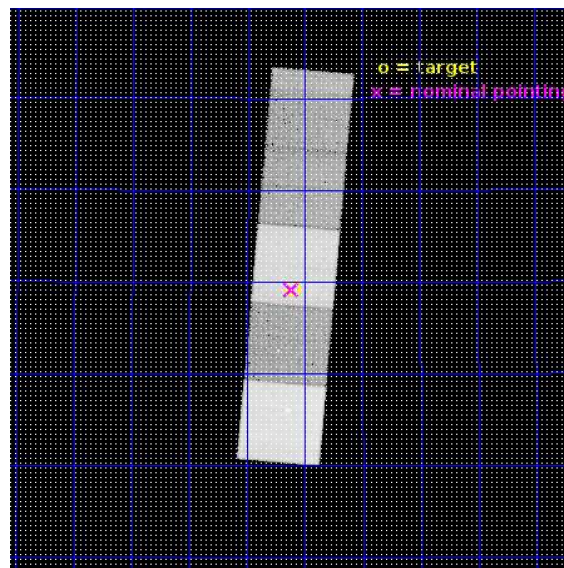 o = target
x = nominal pointing